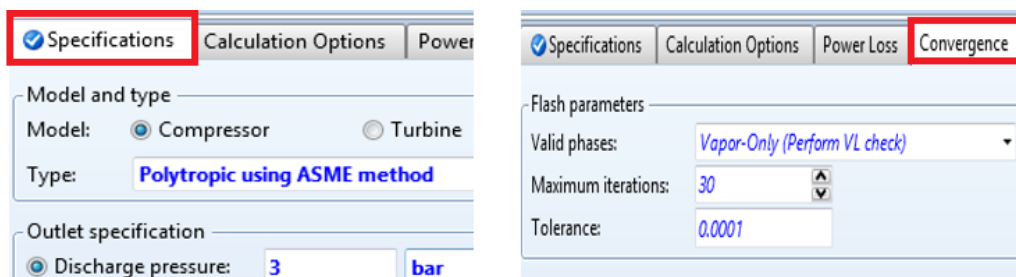 Specifications Calculation Options Power
Model and type
Model: Compressor Turbine
Type: Polytropic using ASME method
Outlet specification
Discharge pressure: 3 bar
Specifications Calculation Options Power Loss Convergence
Flash parameters
Valid phases: Vapor-Only (Perform VL check)
Maximum iterations: 30
Tolerance: 0.0001